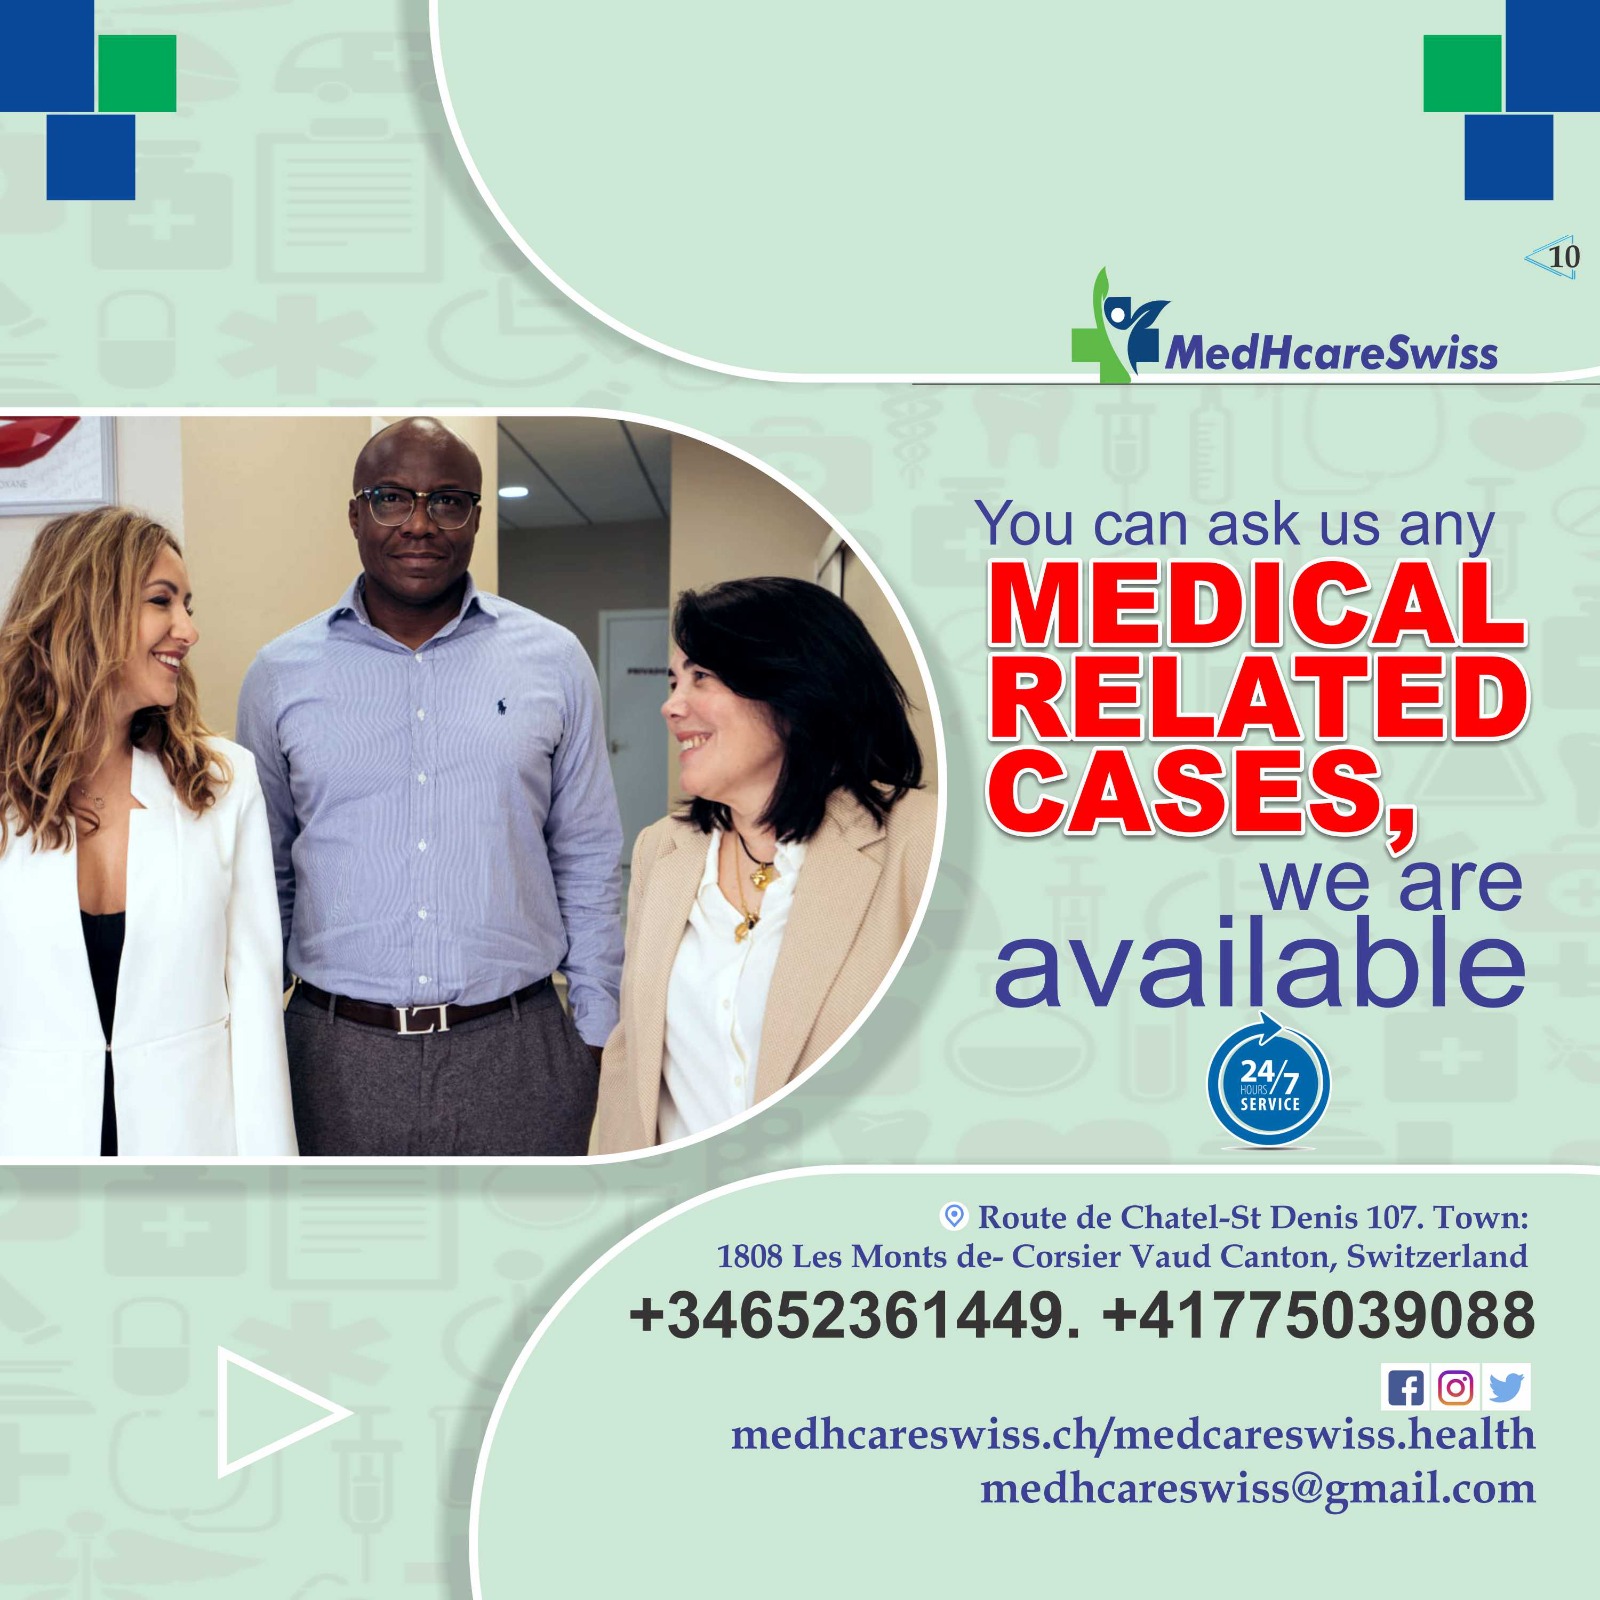 10
MedHcareSwiss
You can ask us any
MEDICAL
RELATED
CASES,
we are
available
24/7
HOURS
SERVICE
Route de Chatel-St Denis 107. Town:
1808 Les Monts de- Corsier Vaud Canton, Switzerland
+34652361449. +41775039088
medhcareswiss.ch/medcareswiss.health
medhcareswiss@gmail.com